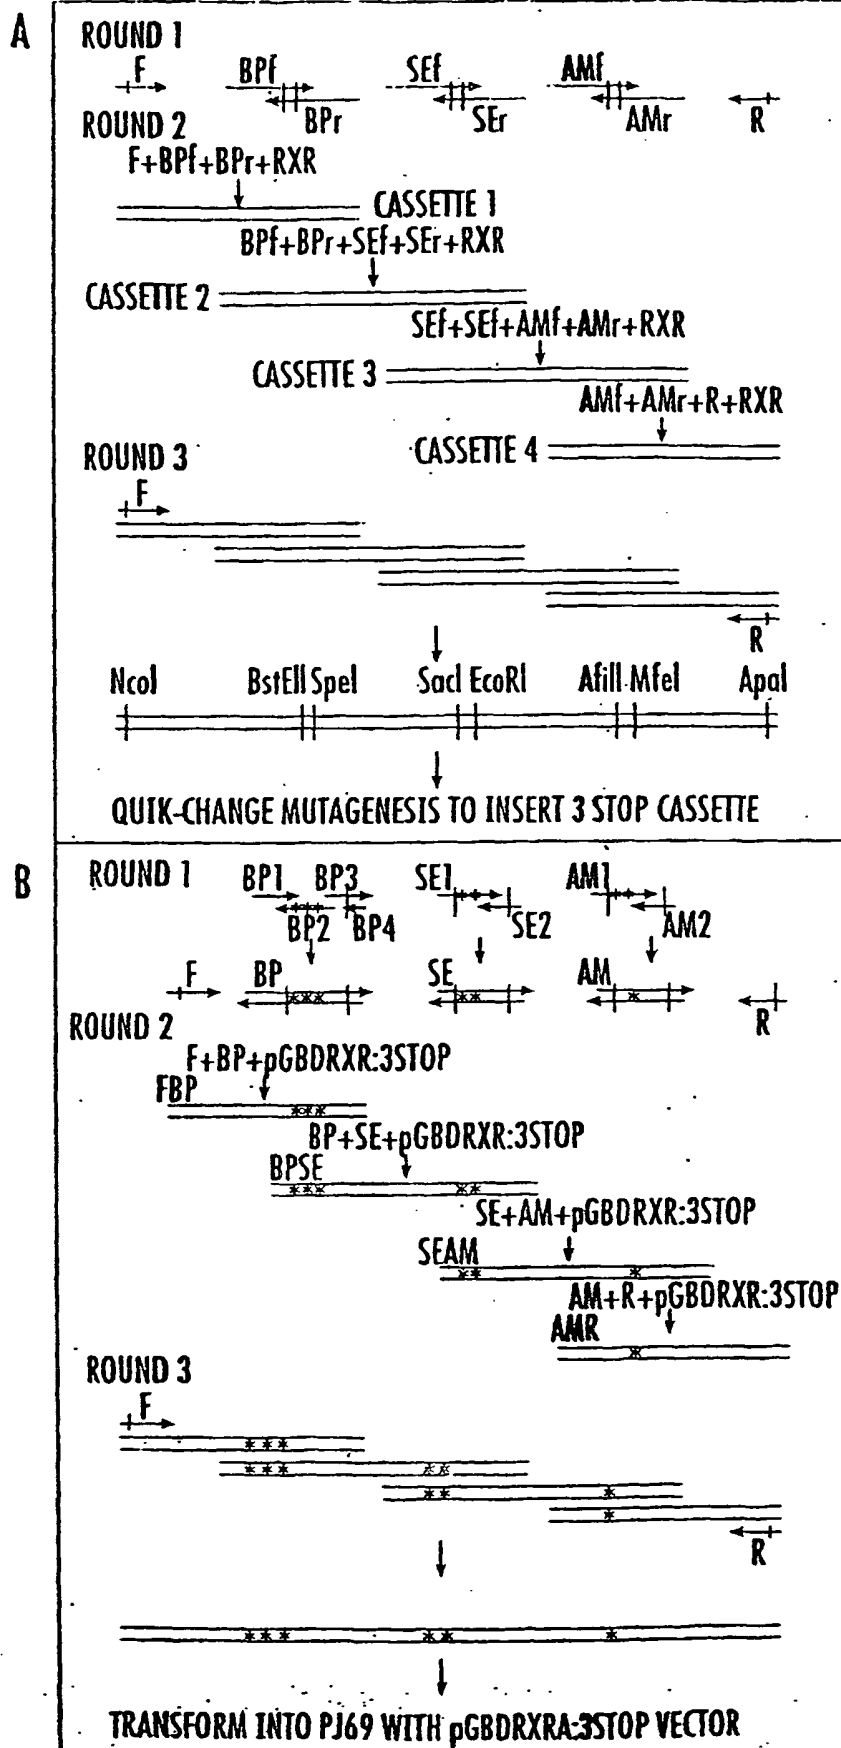 A
ROUND 1
F BPf SEf AMf
BPr SEr AMr R
ROUND 2
F+BPf+BPr+RXR
CASSETTE 1
BPf+BPr+SEf+SEr+RXR
CASSETTE 2
SEf+SEf+AMf+AMr+RXR
CASSETTE 3
AMf+AMr+R+RXR
CASSETTE 4
ROUND 3
F
R
NcoI BstEII SpeI SacI EcoRI AfIII MfeI ApaI
QUIK-CHANGE MUTAGENESIS TO INSERT 3 STOP CASSETTE
B
ROUND 1
BP1 BP3 SE1 AM1
BP2 BP4 SE2 AM2
F BP SE AM
R
ROUND 2
F+BP+pGBDRXR:3STOP
FBP
BP+SE+pGBDRXR:3STOP
BPSE
SE+AM+pGBDRXR:3STOP
SEAM
AM+R+pGBDRXR:3STOP
AMR
ROUND 3
F
R
TRANSFORM INTO PJ69 WITH pGBDRXRA:3STOP VECTOR